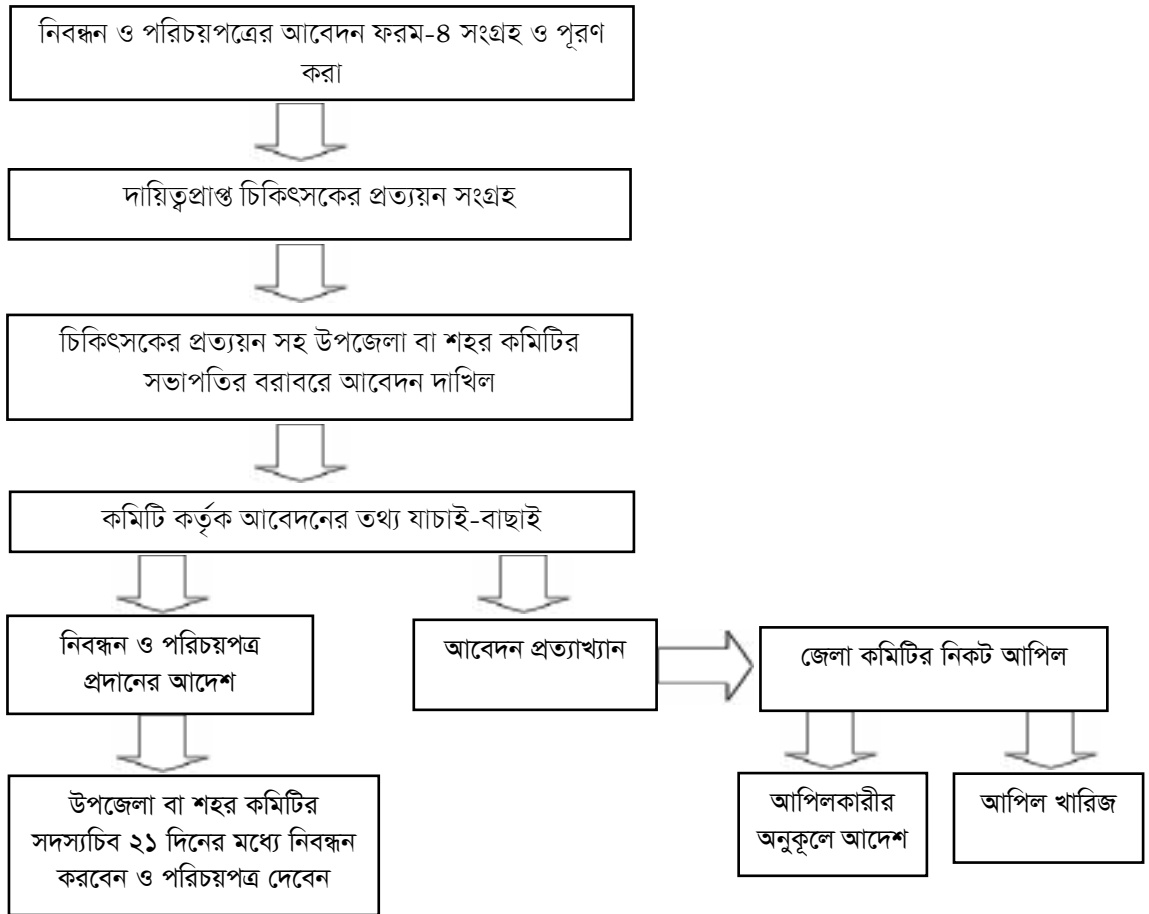 নিবন্ধন ও পরিচয়পত্রের আবেদন ফরম-৪ সংগ্রহ ও পূরণ
করা
দায়িত্বপ্রাপ্ত চিকিৎসকের প্রত্যয়ন সংগ্রহ
চিকিৎসকের প্রত্যয়ন সহ উপজেলা বা শহর কমিটির
সভাপতির বরাবরে আবেদন দাখিল
কমিটি কর্তৃক আবেদনের তথ্য যাচাই-বাছাই
নিবন্ধন ও পরিচয়পত্র
প্রদানের আদেশ
আবেদন প্রত্যাখ্যান
জেলা কমিটির নিকট আপিল
উপজেলা বা শহর কমিটির
সদস্যচিব ২১ দিনের মধ্যে নিবন্ধন
করবেন ও পরিচয়পত্র দেবেন
আপিলকারীর
অনুকূলে আদেশ
আপিল খারিজ